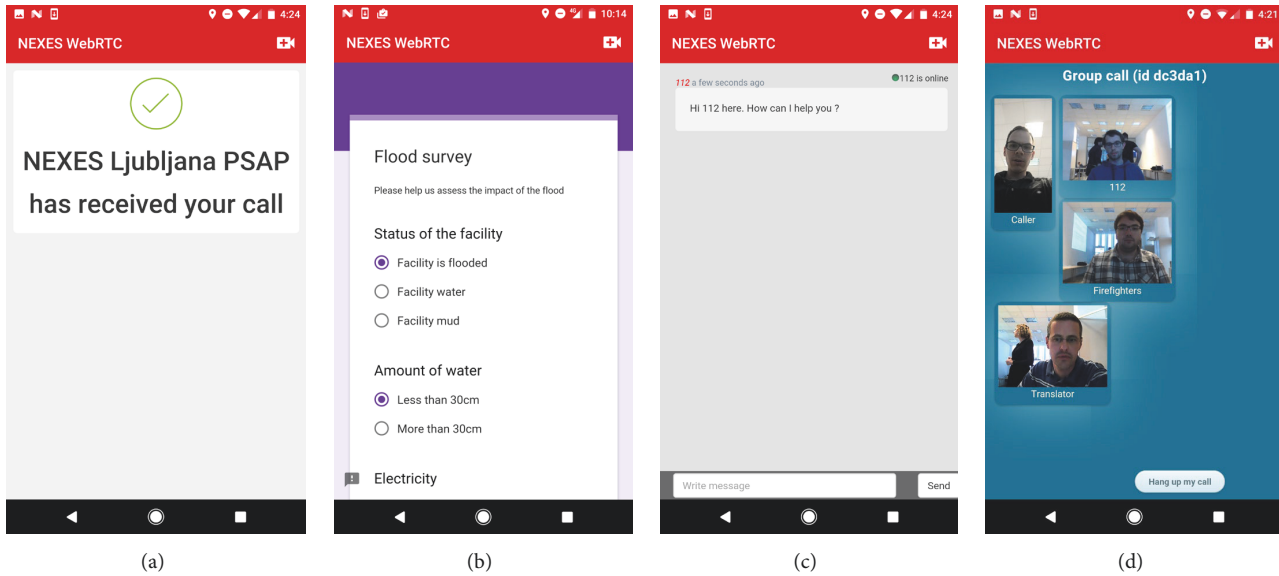 4:24
NEXES WebRTC
NEXES Ljubljana PSAP
has received your call
(a)
4G 10:14
NEXES WebRTC
Flood survey
Please help us assess the impact of the flood
Status of the facility
Facility is flooded
Facility water
Facility mud
Amount of water
Less than 30cm
More than 30cm
Electricity
(b)
4:24
NEXES WebRTC
112 a few seconds ago
112 is online
Hi 112 here. How can I help you ?
Write message
Send
(c)
4:21
NEXES WebRTC
Group call (id dc3da1)
112
Caller
Firefighters
Translator
Hang up my call
(d)